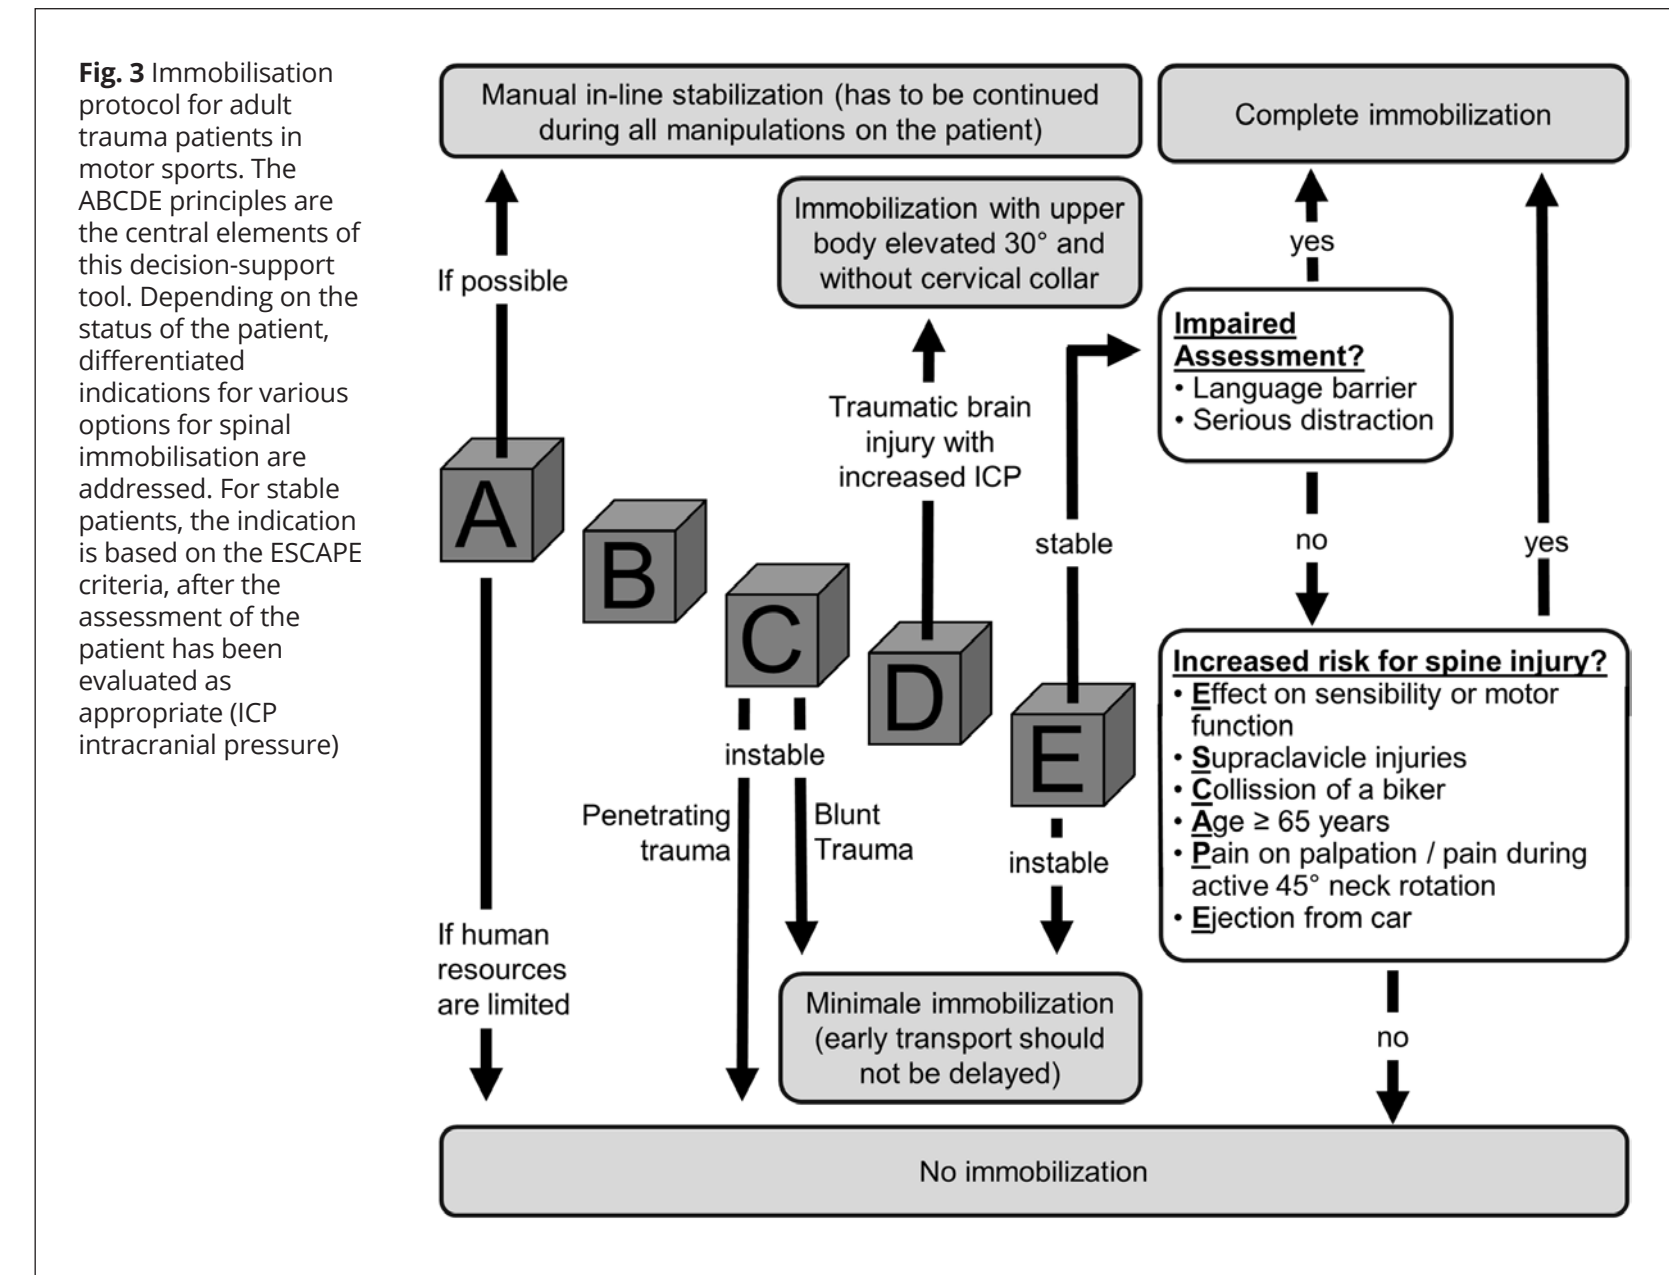 Fig. 3 Immobilisation
protocol for adult
trauma patients in
motor sports. The
ABCDE principles are
the central elements of
this decision-support
tool. Depending on the
status of the patient,
differentiated
indications for various
options for spinal
immobilisation are
addressed. For stable
patients, the indication
is based on the ESCAPE
criteria, after the
assessment of the
patient has been
evaluated as
appropriate (ICP
intracranial pressure)
Manual in-line stabilization (has to be continued
during all manipulations on the patient)
Complete immobilization
If possible
Immobilization with upper
body elevated 30° and
without cervical collar
yes
Impaired
Assessment?
• Language barrier
• Serious distraction
Traumatic brain
injury with
increased ICP
stable
no
yes
A
B
C
D
E
instable
Penetrating
trauma
Blunt
Trauma
instable
Increased risk for spine injury?
• Effect on sensibility or motor
function
• Supraclavicle injuries
• Collission of a biker
• Age ≥ 65 years
• Pain on palpation / pain during
active 45° neck rotation
• Ejection from car
If human
resources
are limited
Minimale immobilization
(early transport should
not be delayed)
no
No immobilization